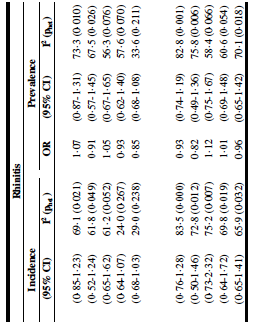 Rhinitis
Incidence Prevalence
(95% CI) I² (p_het) OR (95% CI) I² (p_het)
(0·85-1·23) 69·1 (0·021) 1·07 (0·87-1·31) 73·3 (0·010)
(0·52-1·24) 61·8 (0·049) 0·91 (0·57-1·45) 67·5 (0·026)
(0·65-1·62) 61·2 (0·052) 1·05 (0·67-1·65) 56·3 (0·076)
(0·64-1·07) 24·0 (0·267) 0·93 (0·62-1·40) 57·6 (0·070)
(0·68-1·03) 29·0 (0·238) 0·85 (0·68-1·08) 33·6 (0·211)
(0·76-1·28) 83·5 (0·000) 0·93 (0·74-1·19) 82·8 (0·001)
(0·50-1·46) 72·8 (0·012) 0·82 (0·49-1·36) 75·8 (0·006)
(0·73-2·32) 75·2 (0·007) 1·12 (0·75-1·67) 58·4 (0·066)
(0·64-1·72) 69·8 (0·019) 1·01 (0·69-1·48) 60·6 (0·054)
(0·65-1·41) 65·9 (0·032) 0·96 (0·65-1·42) 70·1 (0·018)